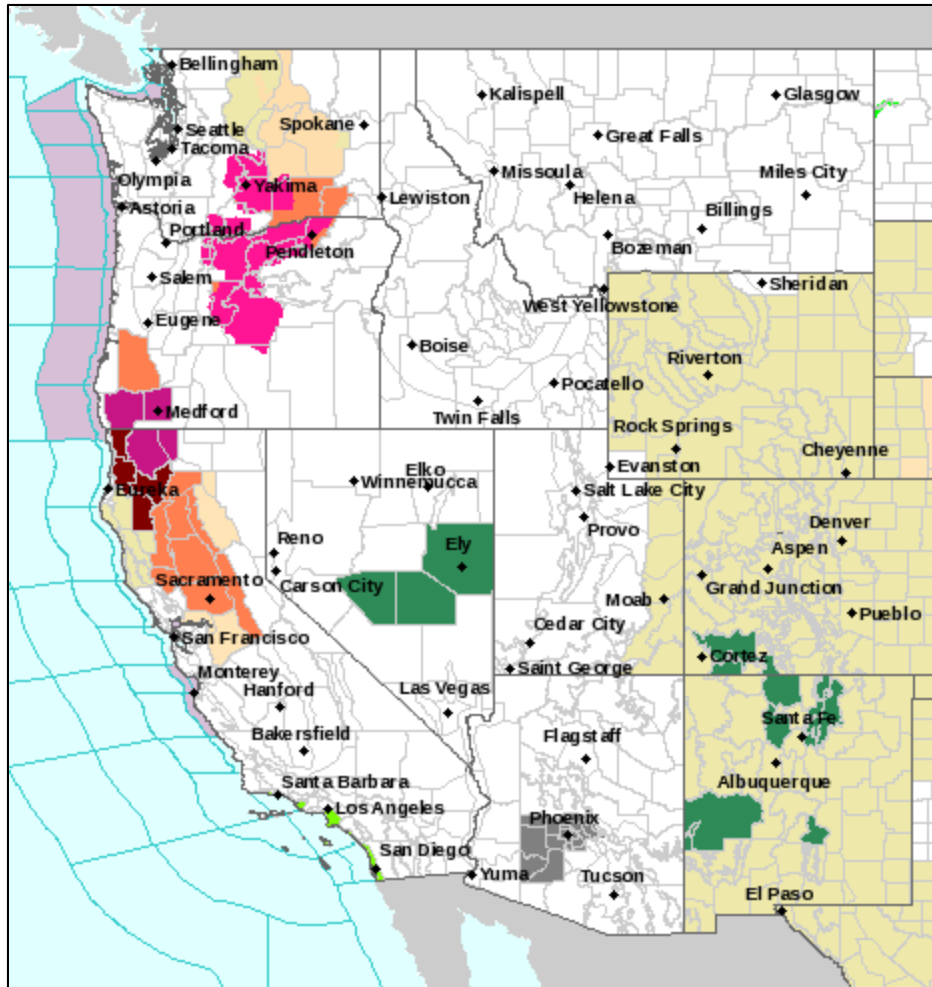 Bellingham
Kalispell
Glasgow
Seattle
Spokane
Great Falls
Tacoma
Missoula
Miles City
Olympia
Yakima
Helena
Lewiston
Astoria
Billings
Portland
Bozeman
Pendleton
Salem
Sheridan
West Yellowstone
Eugene
Boise
Riverton
Pocatello
Medford
Twin Falls
Rock Springs
Cheyenne
Elko
Evanston
Winnemucca
Eureka
Salt Lake City
Provo
Denver
Reno
Ely
Aspen
Sacramento
Carson City
Grand Junction
Moab
Pueblo
Cedar City
San Francisco
Cortez
Saint George
Monterey
Las Vegas
Hanford
Santa Fe
Bakersfield
Flagstaff
Albuquerque
Santa Barbara
Los Angeles
Phoenix
San Diego
Yuma
Tucson
El Paso